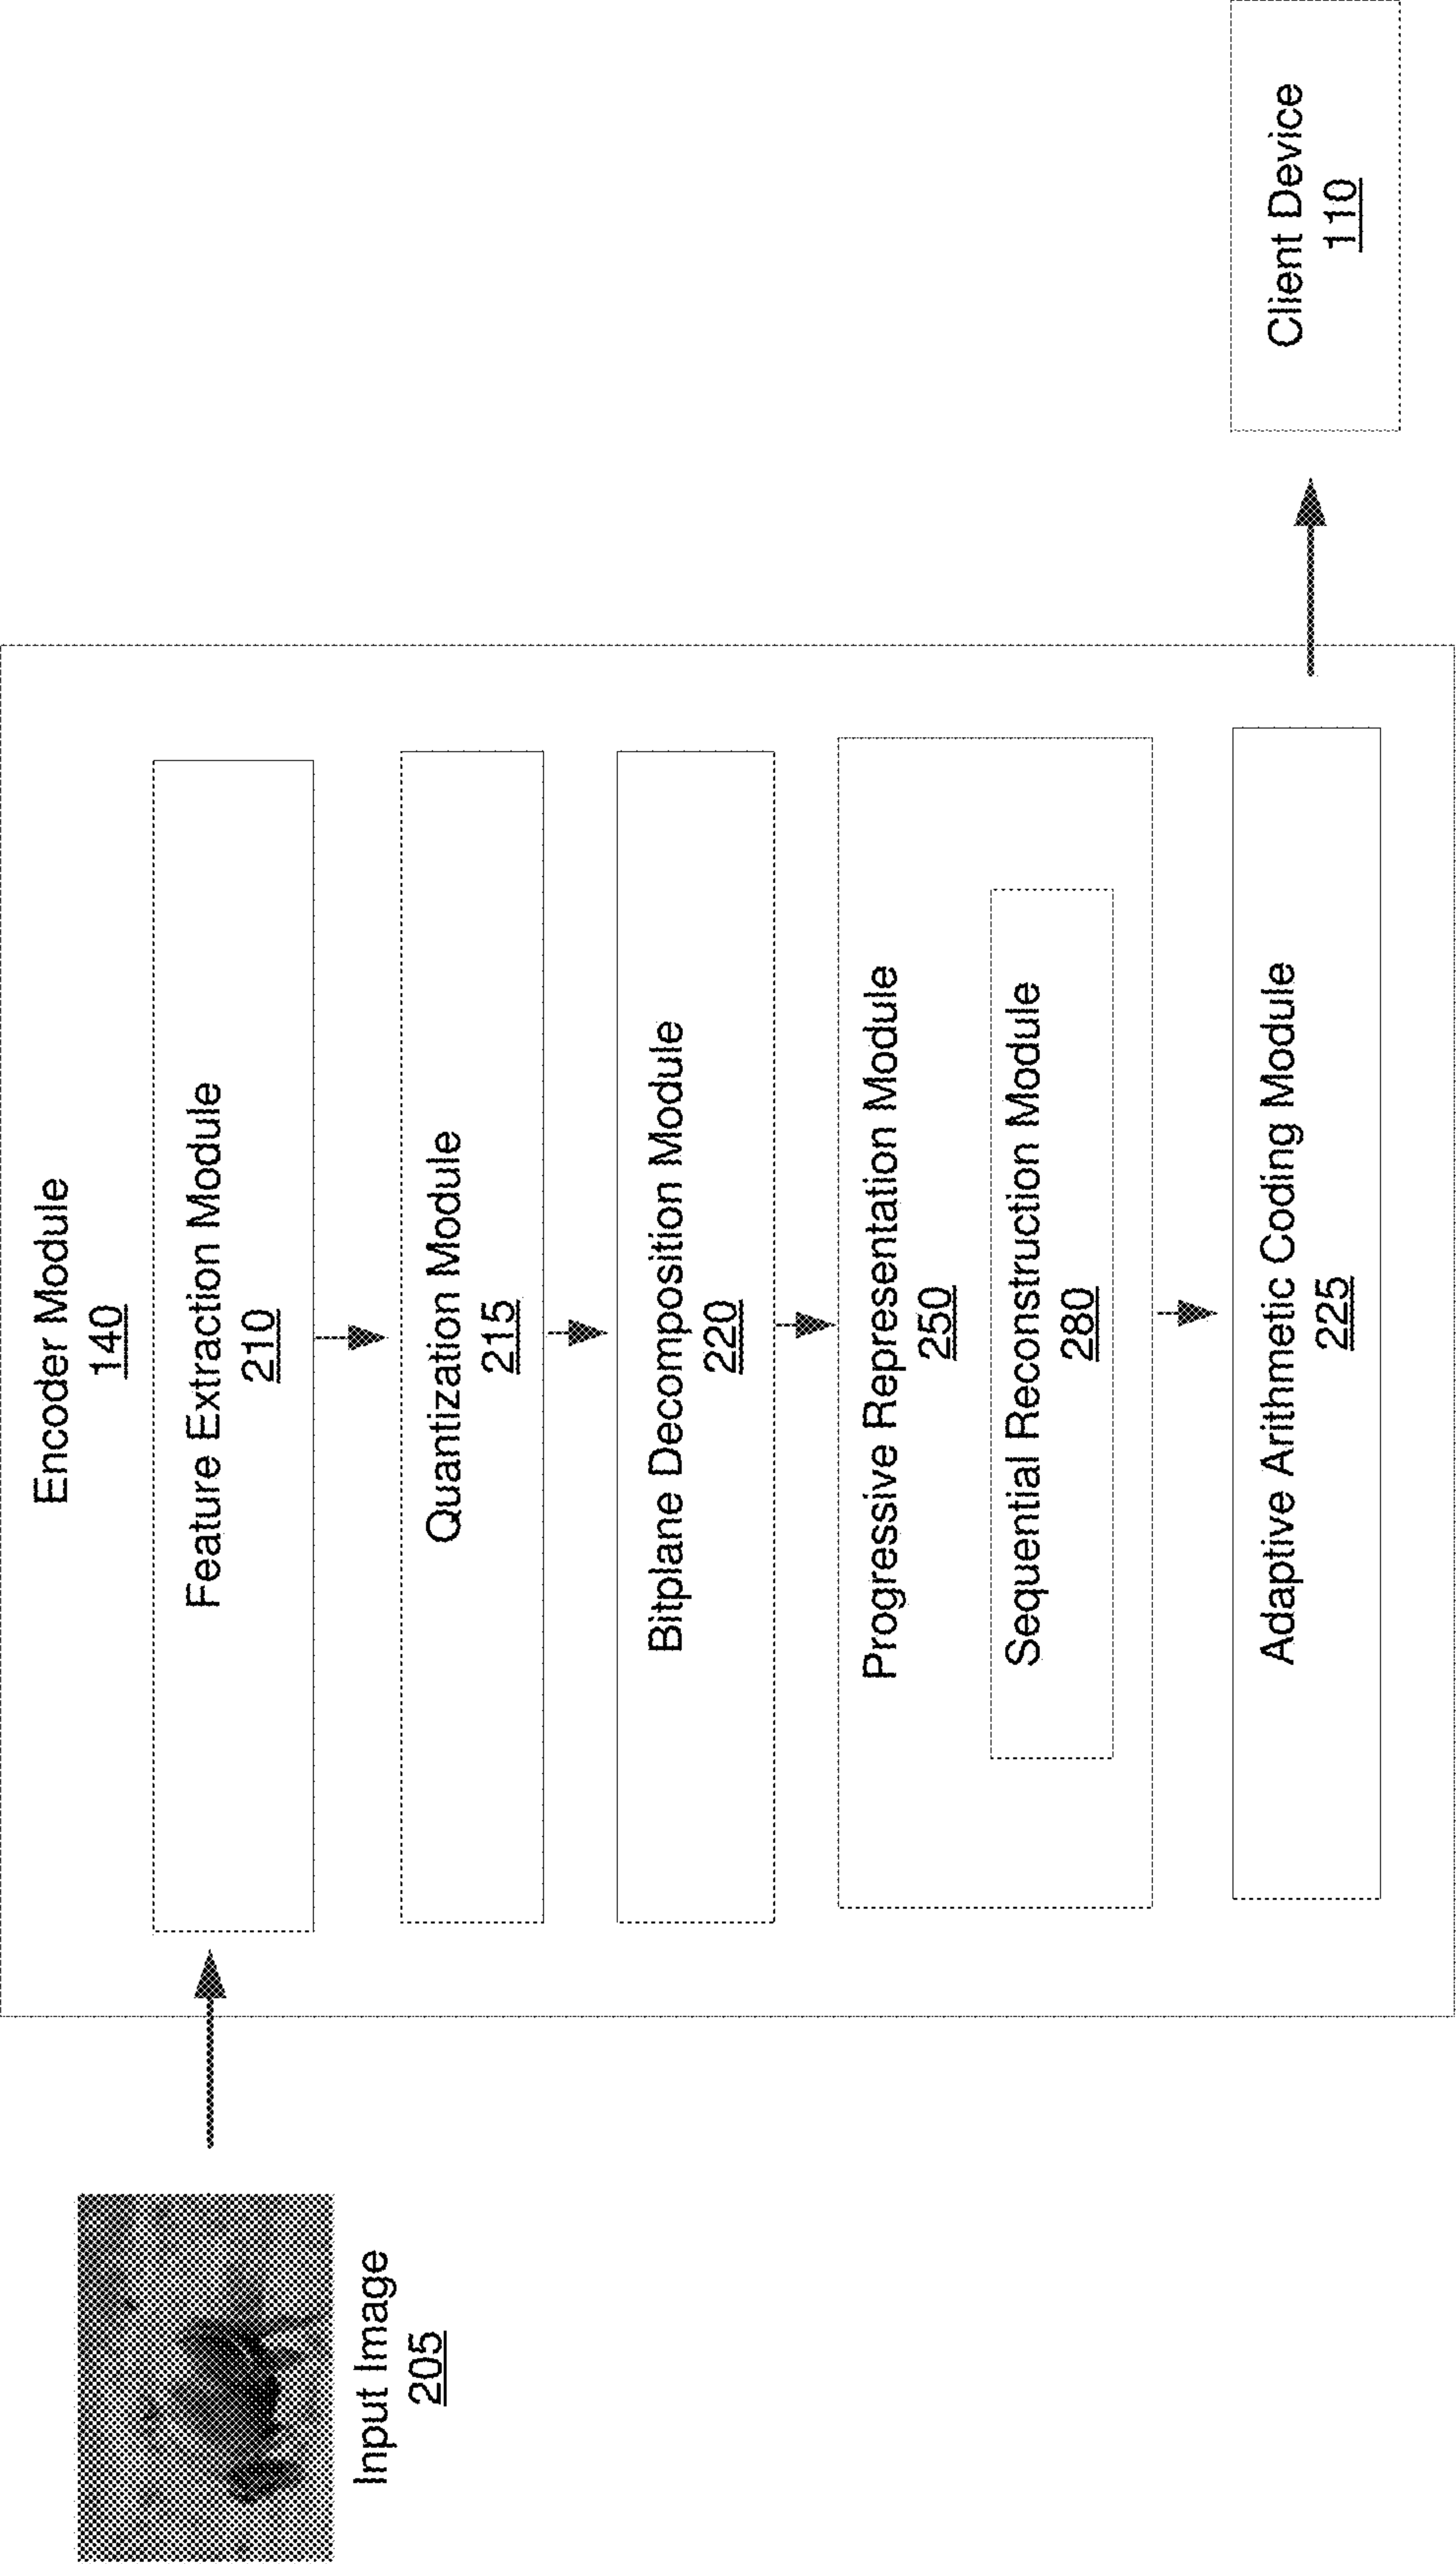 Encoder Module
140
Feature Extraction Module
210
Quantization Module
215
Bitplane Decomposition Module
220
Progressive Representation Module
250
Sequential Reconstruction Module
280
Adaptive Arithmetic Coding Module
225
Input Image
205
Client Device
110